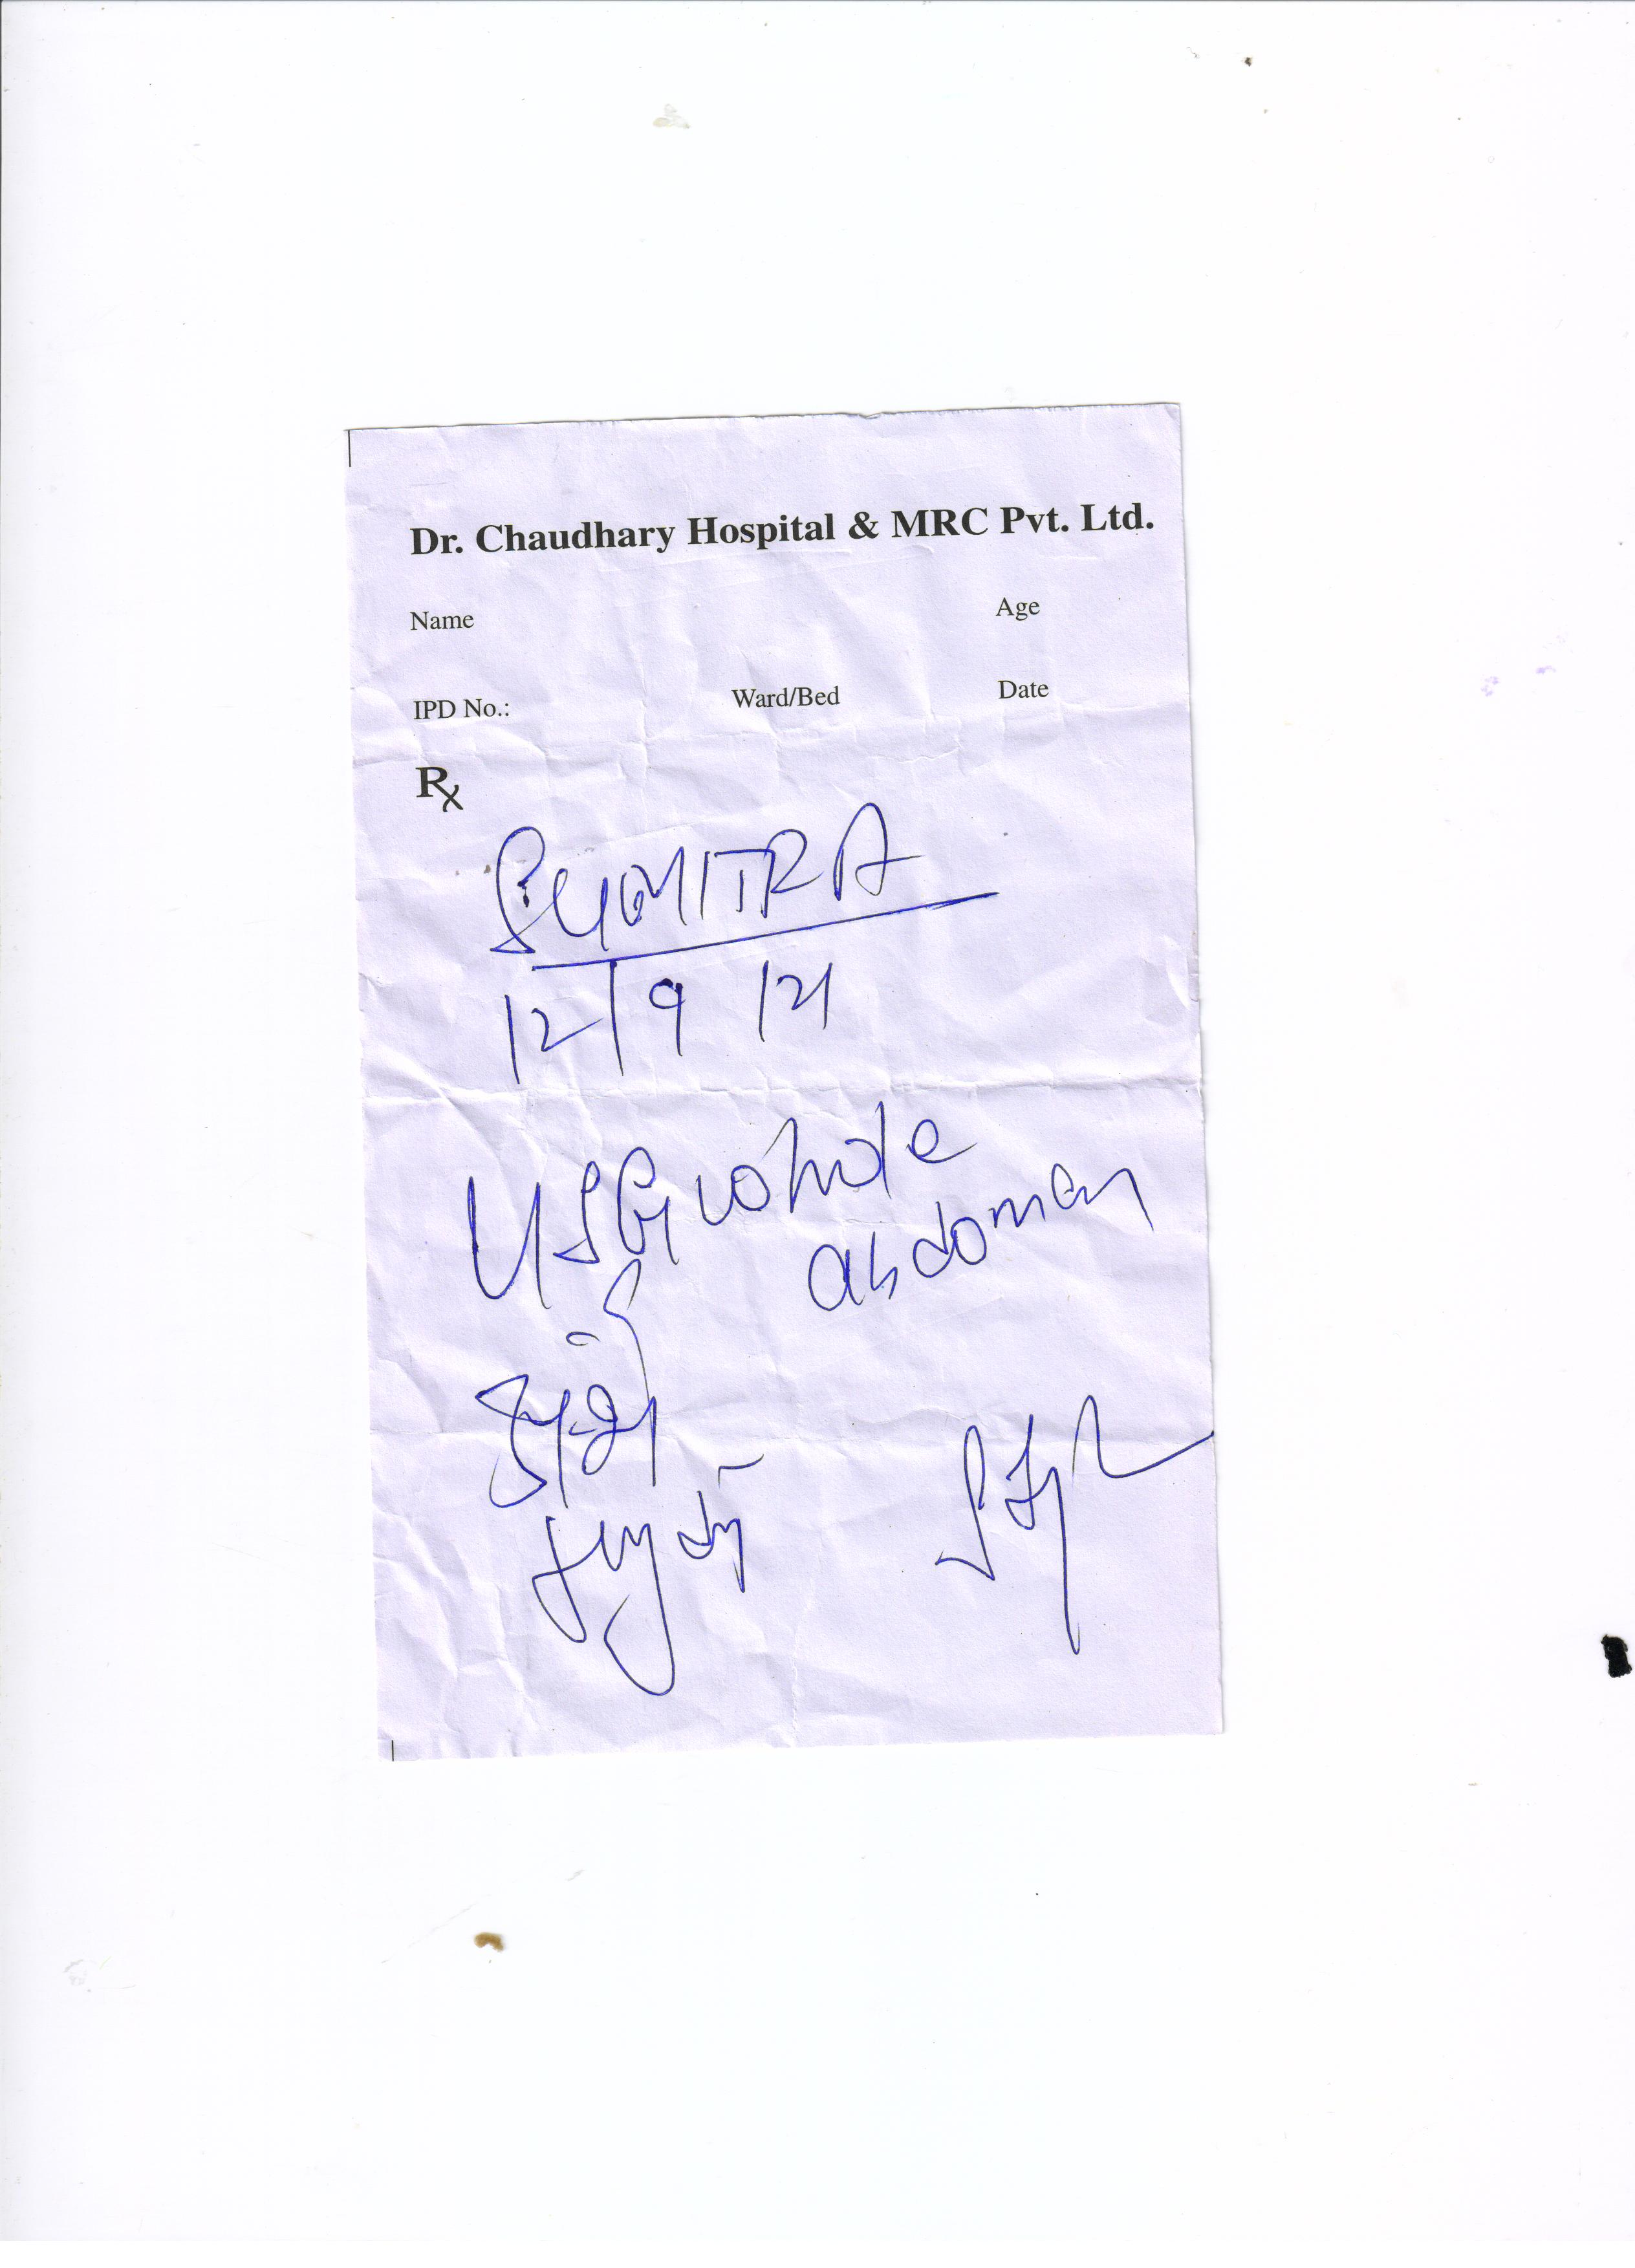 Dr. Chaudhary Hospital & MRC Pvt. Ltd.
Name Age
IPD No.: Ward/Bed Date
Rx
SUMITRA
12/9/21
USG whole
abdomen